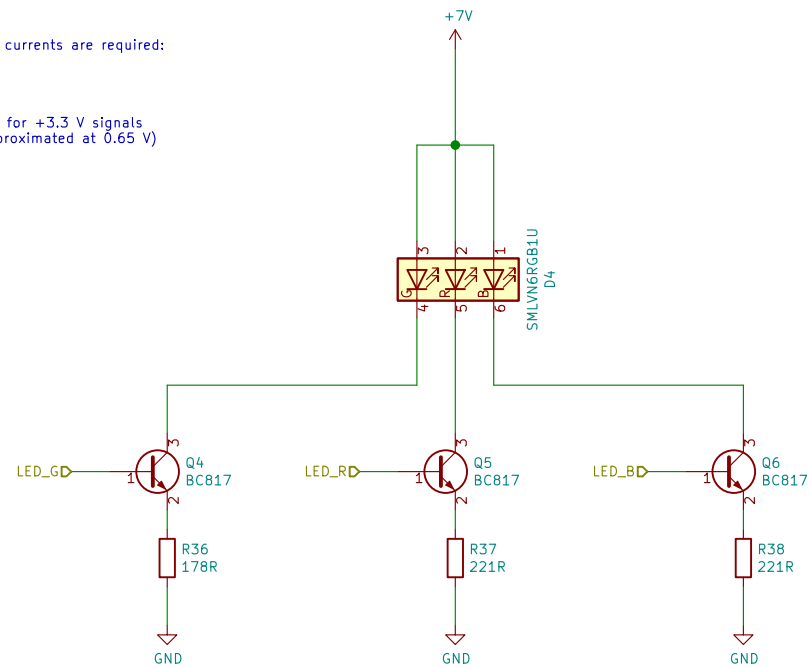 +7V
currents are required:
for +3.3 V signals
proximated at 0.65 V)
3
2
1
G
R
B
4
5
6
SMLVN6RGB1U
D4
LED_G
1
3
2
Q4
BC817
LED_R
1
3
2
Q5
BC817
LED_B
1
3
2
Q6
BC817
R36
178R
R37
221R
R38
221R
GND
GND
GND